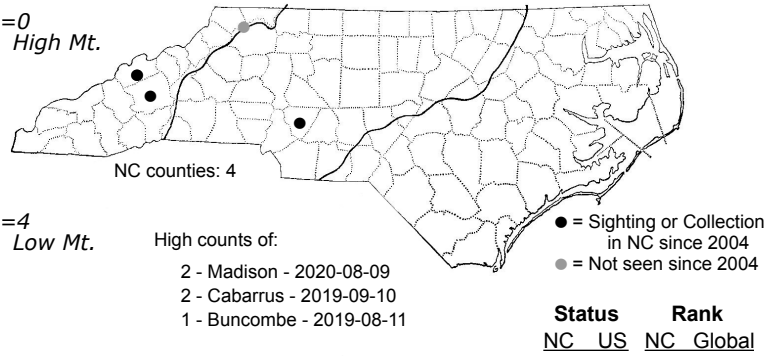 =0
High Mt.
NC counties: 4
=4
Low Mt.
High counts of:
2 - Madison - 2020-08-09
2 - Cabarrus - 2019-09-10
1 - Buncombe - 2019-08-11
= Sighting or Collection
in NC since 2004
= Not seen since 2004
Status Rank
NC US NC Global